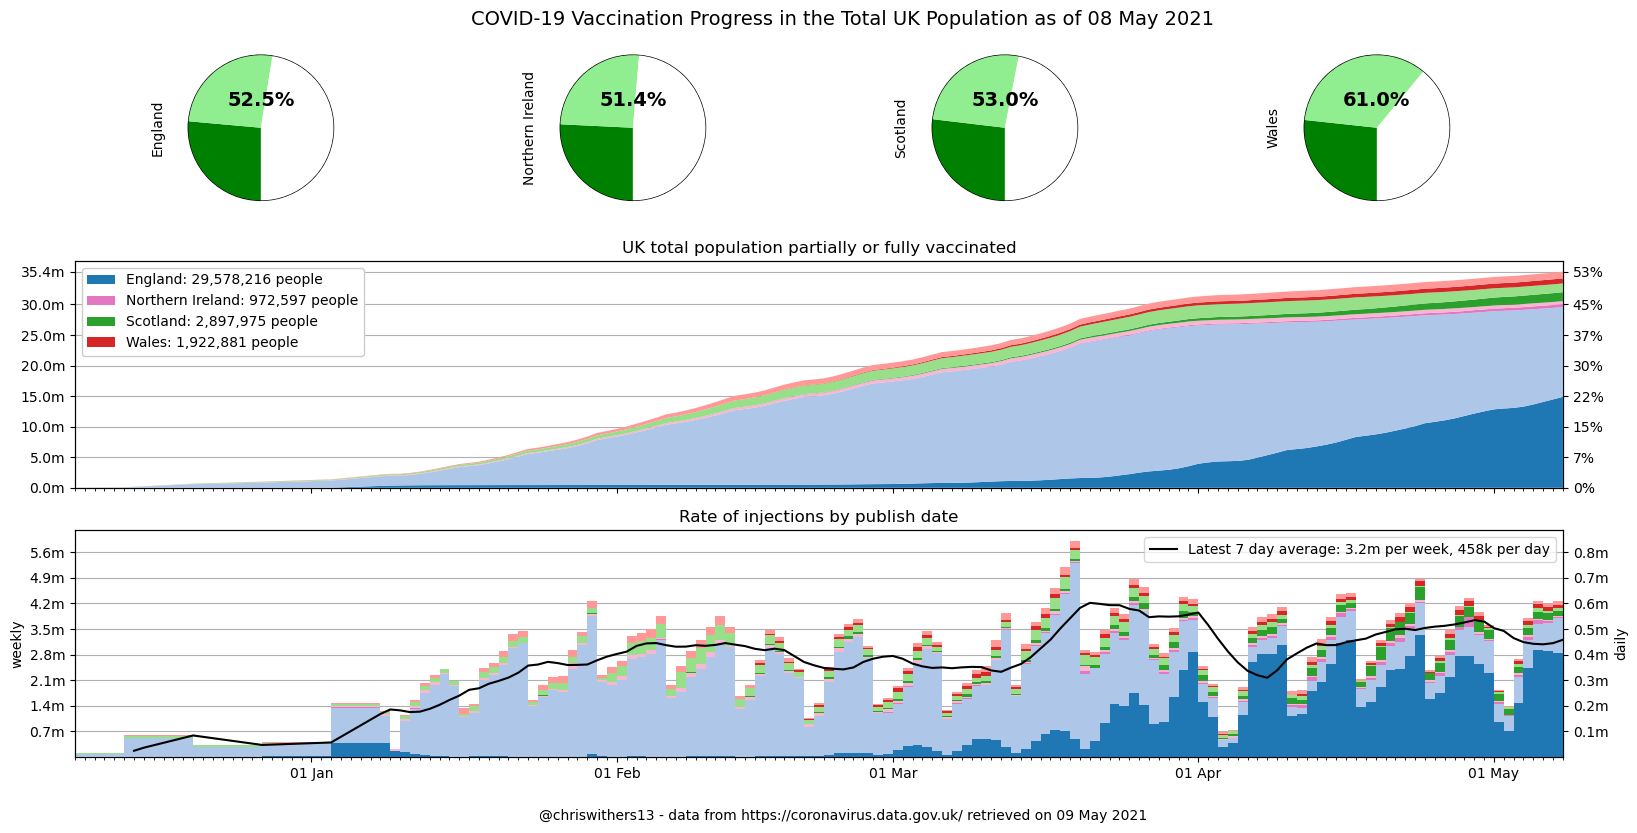 COVID-19 Vaccination Progress in the Total UK Population as of 08 May 2021
England
52.5%
Northern Ireland
51.4%
Scotland
53.0%
Wales
61.0%
UK total population partially or fully vaccinated
35.4m
30.0m
25.0m
20.0m
15.0m
10.0m
5.0m
0.0m
England: 29,578,216 people
Northern Ireland: 972,597 people
Scotland: 2,897,975 people
Wales: 1,922,881 people
53%
45%
37%
30%
22%
15%
7%
0%
Rate of injections by publish date
weekly
5.6m
4.9m
4.2m
3.5m
2.8m
2.1m
1.4m
0.7m
Latest 7 day average: 3.2m per week, 458k per day
0.8m
0.7m
0.6m
0.5m
0.4m
0.3m
0.2m
0.1m
daily
01 Jan
01 Feb
01 Mar
01 Apr
01 May
@chriswithers13 - data from https://coronavirus.data.gov.uk/ retrieved on 09 May 2021